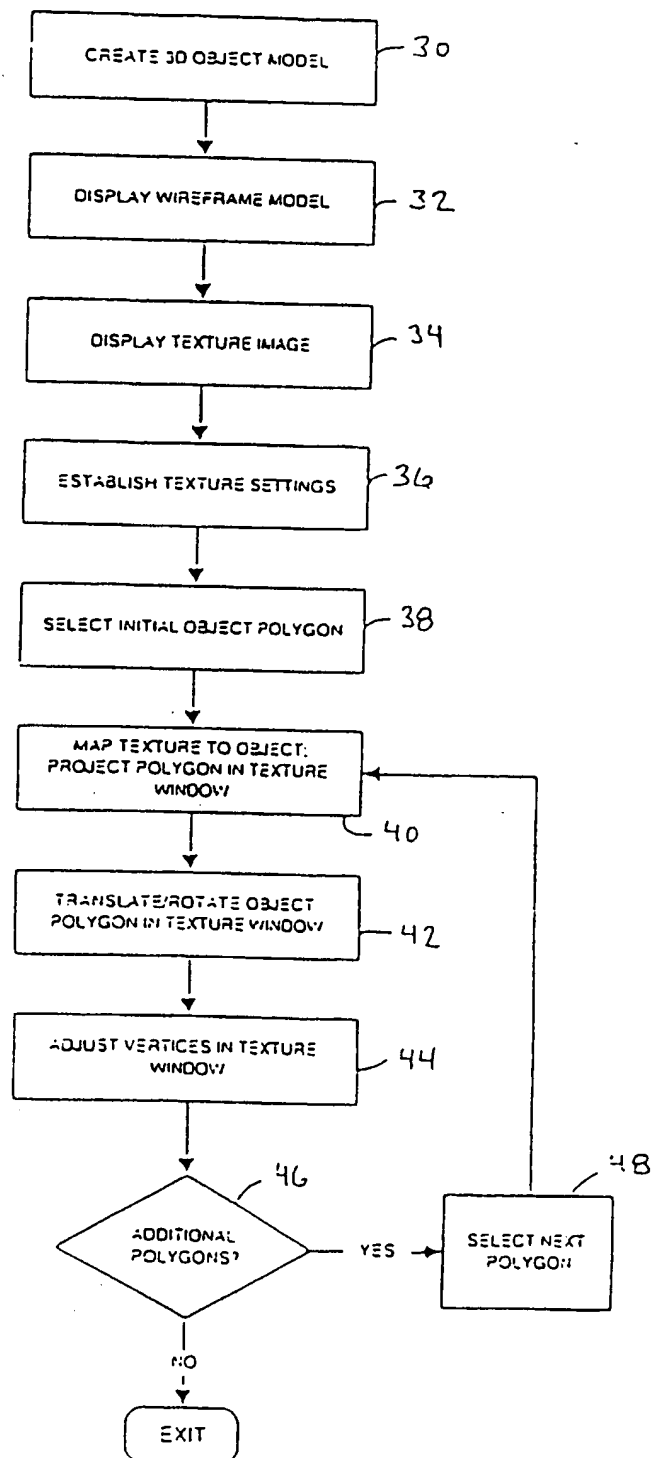 CREATE 3D OBJECT MODEL
30
DISPLAY WIREFRAME MODEL
32
DISPLAY TEXTURE IMAGE
34
ESTABLISH TEXTURE SETTINGS
36
SELECT INITIAL OBJECT POLYGON
38
MAP TEXTURE TO OBJECT;
PROJECT POLYGON IN TEXTURE
WINDOW
40
TRANSLATE/ROTATE OBJECT
POLYGON IN TEXTURE WINDOW
42
ADJUST VERTICES IN TEXTURE
WINDOW
44
46
ADDITIONAL
POLYGONS?
YES
48
SELECT NEXT
POLYGON
NO
EXIT